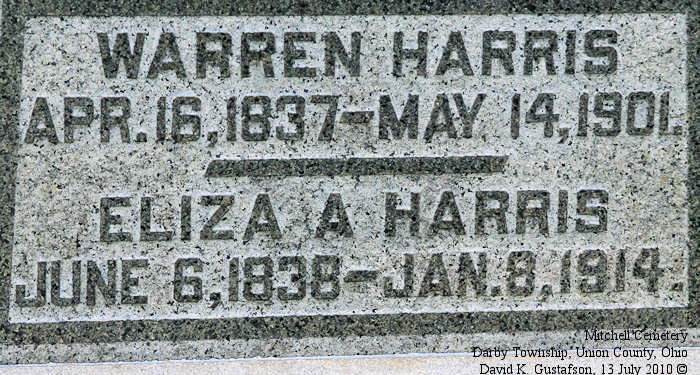 WARREN HARRIS
APR. 16, 1837–MAY 14, 1901.
ELIZA A HARRIS
JUNE 6, 1838–JAN. 8, 1914.
Mitchell Cemetery
Darby Township, Union County, Ohio
David K. Gustafson, 13 July 2010 ©